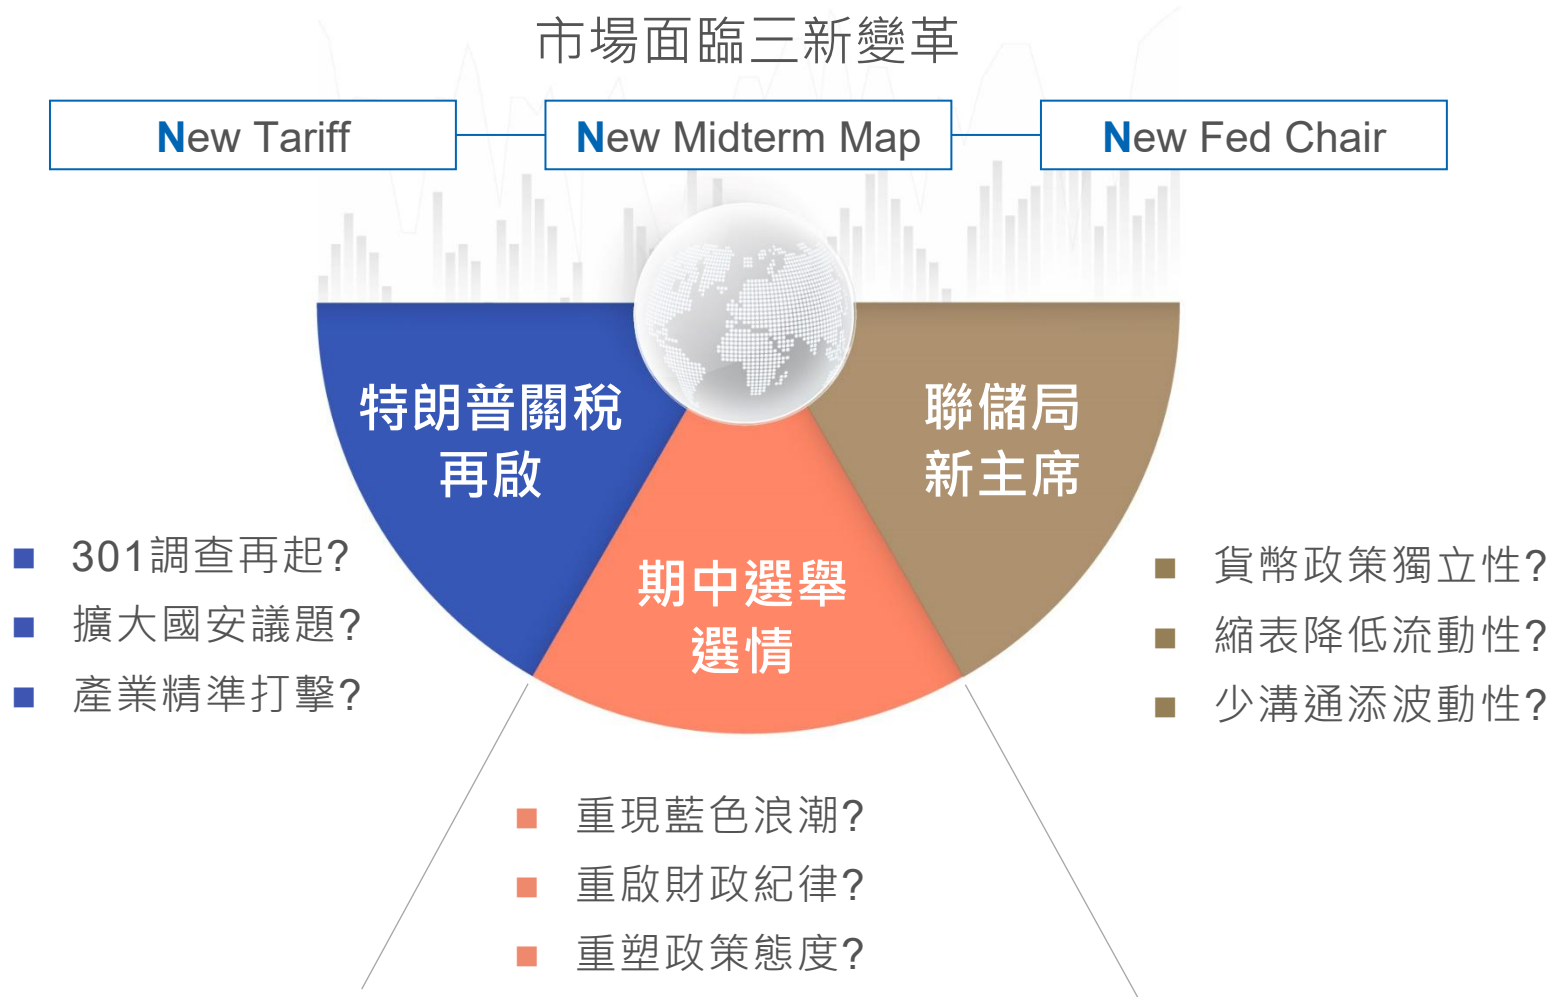 市場面臨三新變革
New Tariff
New Midterm Map
New Fed Chair
特朗普關稅
再啟
聯儲局
新主席
期中選舉
選情
301調查再起?
擴大國安議題?
產業精準打擊?
貨幣政策獨立性?
縮表降低流動性?
少溝通添波動性?
重現藍色浪潮?
重啟財政紀律?
重塑政策態度?